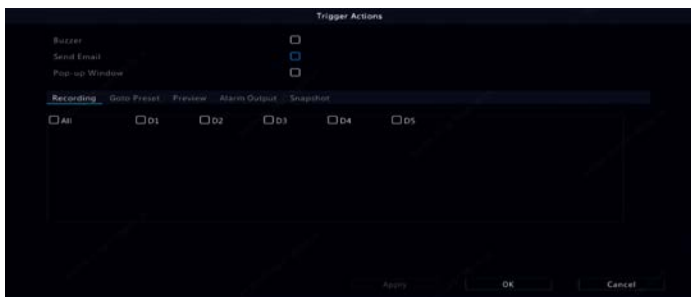 Trigger Actions
Buzzer
Send Email
Pop-up Window
Recording Goto Preset Preview Alarm Output Snapshot
All D1 D2 D3 D4 D5
Apply OK Cancel